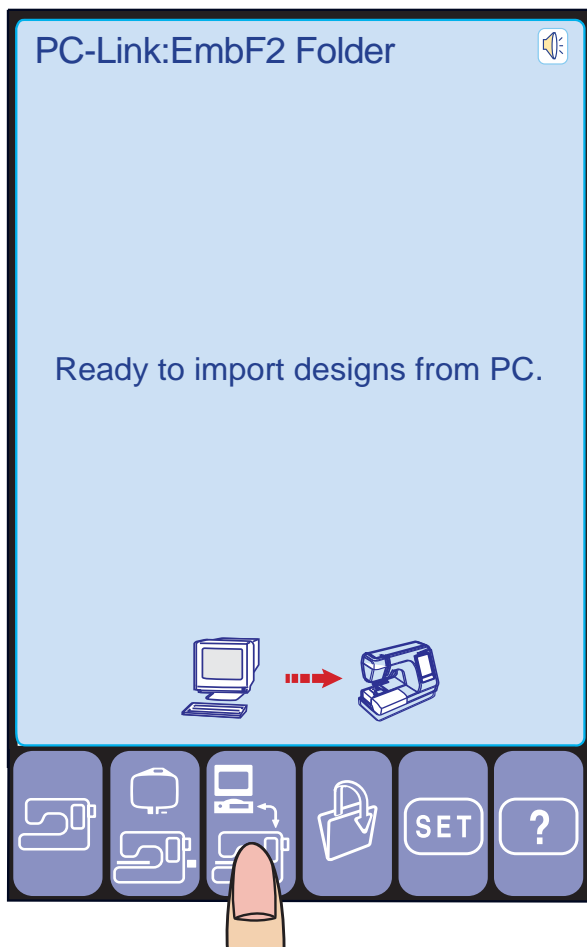 PC-Link:EmbF2 Folder
Ready to import designs from PC.
SET
?